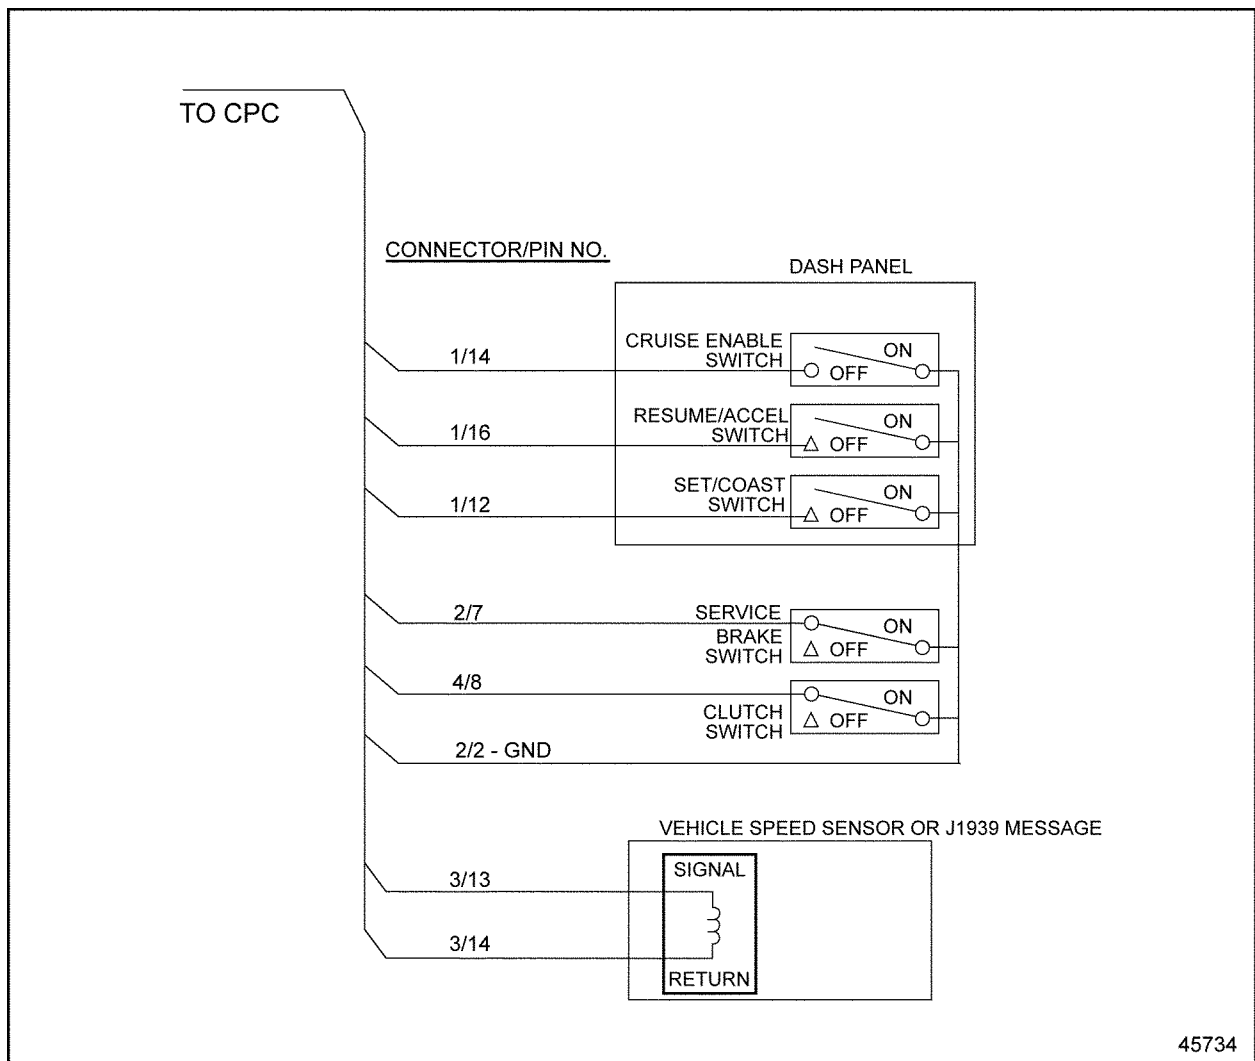 TO CPC
CONNECTOR/PIN NO.
DASH PANEL
1/14
CRUISE ENABLE
SWITCH
ON
OFF
1/16
RESUME/ACCEL
SWITCH
ON
OFF
1/12
SET/COAST
SWITCH
ON
OFF
2/7
SERVICE
BRAKE
SWITCH
ON
OFF
4/8
CLUTCH
SWITCH
ON
OFF
2/2 - GND
VEHICLE SPEED SENSOR OR J1939 MESSAGE
3/13
SIGNAL
3/14
RETURN
45734